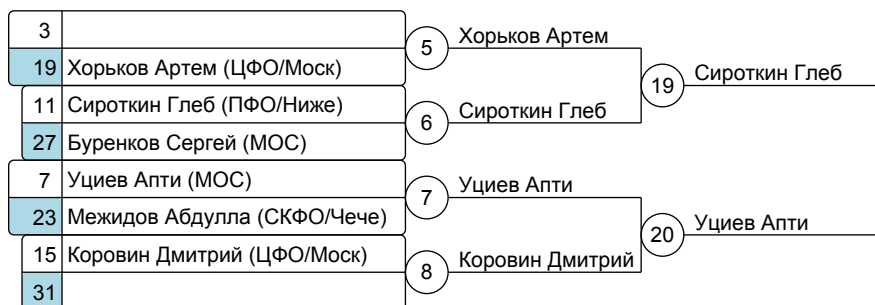 3
5 Хорьков Артем
19 Хорьков Артем (ЦФО/Моск)
19 Сироткин Глеб
11 Сироткин Глеб (ПФО/Ниже)
6 Сироткин Глеб
27 Буренков Сергей (МОС)
7 Уциев Апти (МОС)
7 Уциев Апти
23 Межидов Абдулла (СКФО/Чече)
20 Уциев Апти
15 Коровин Дмитрий (ЦФО/Моск)
8 Коровин Дмитрий
31